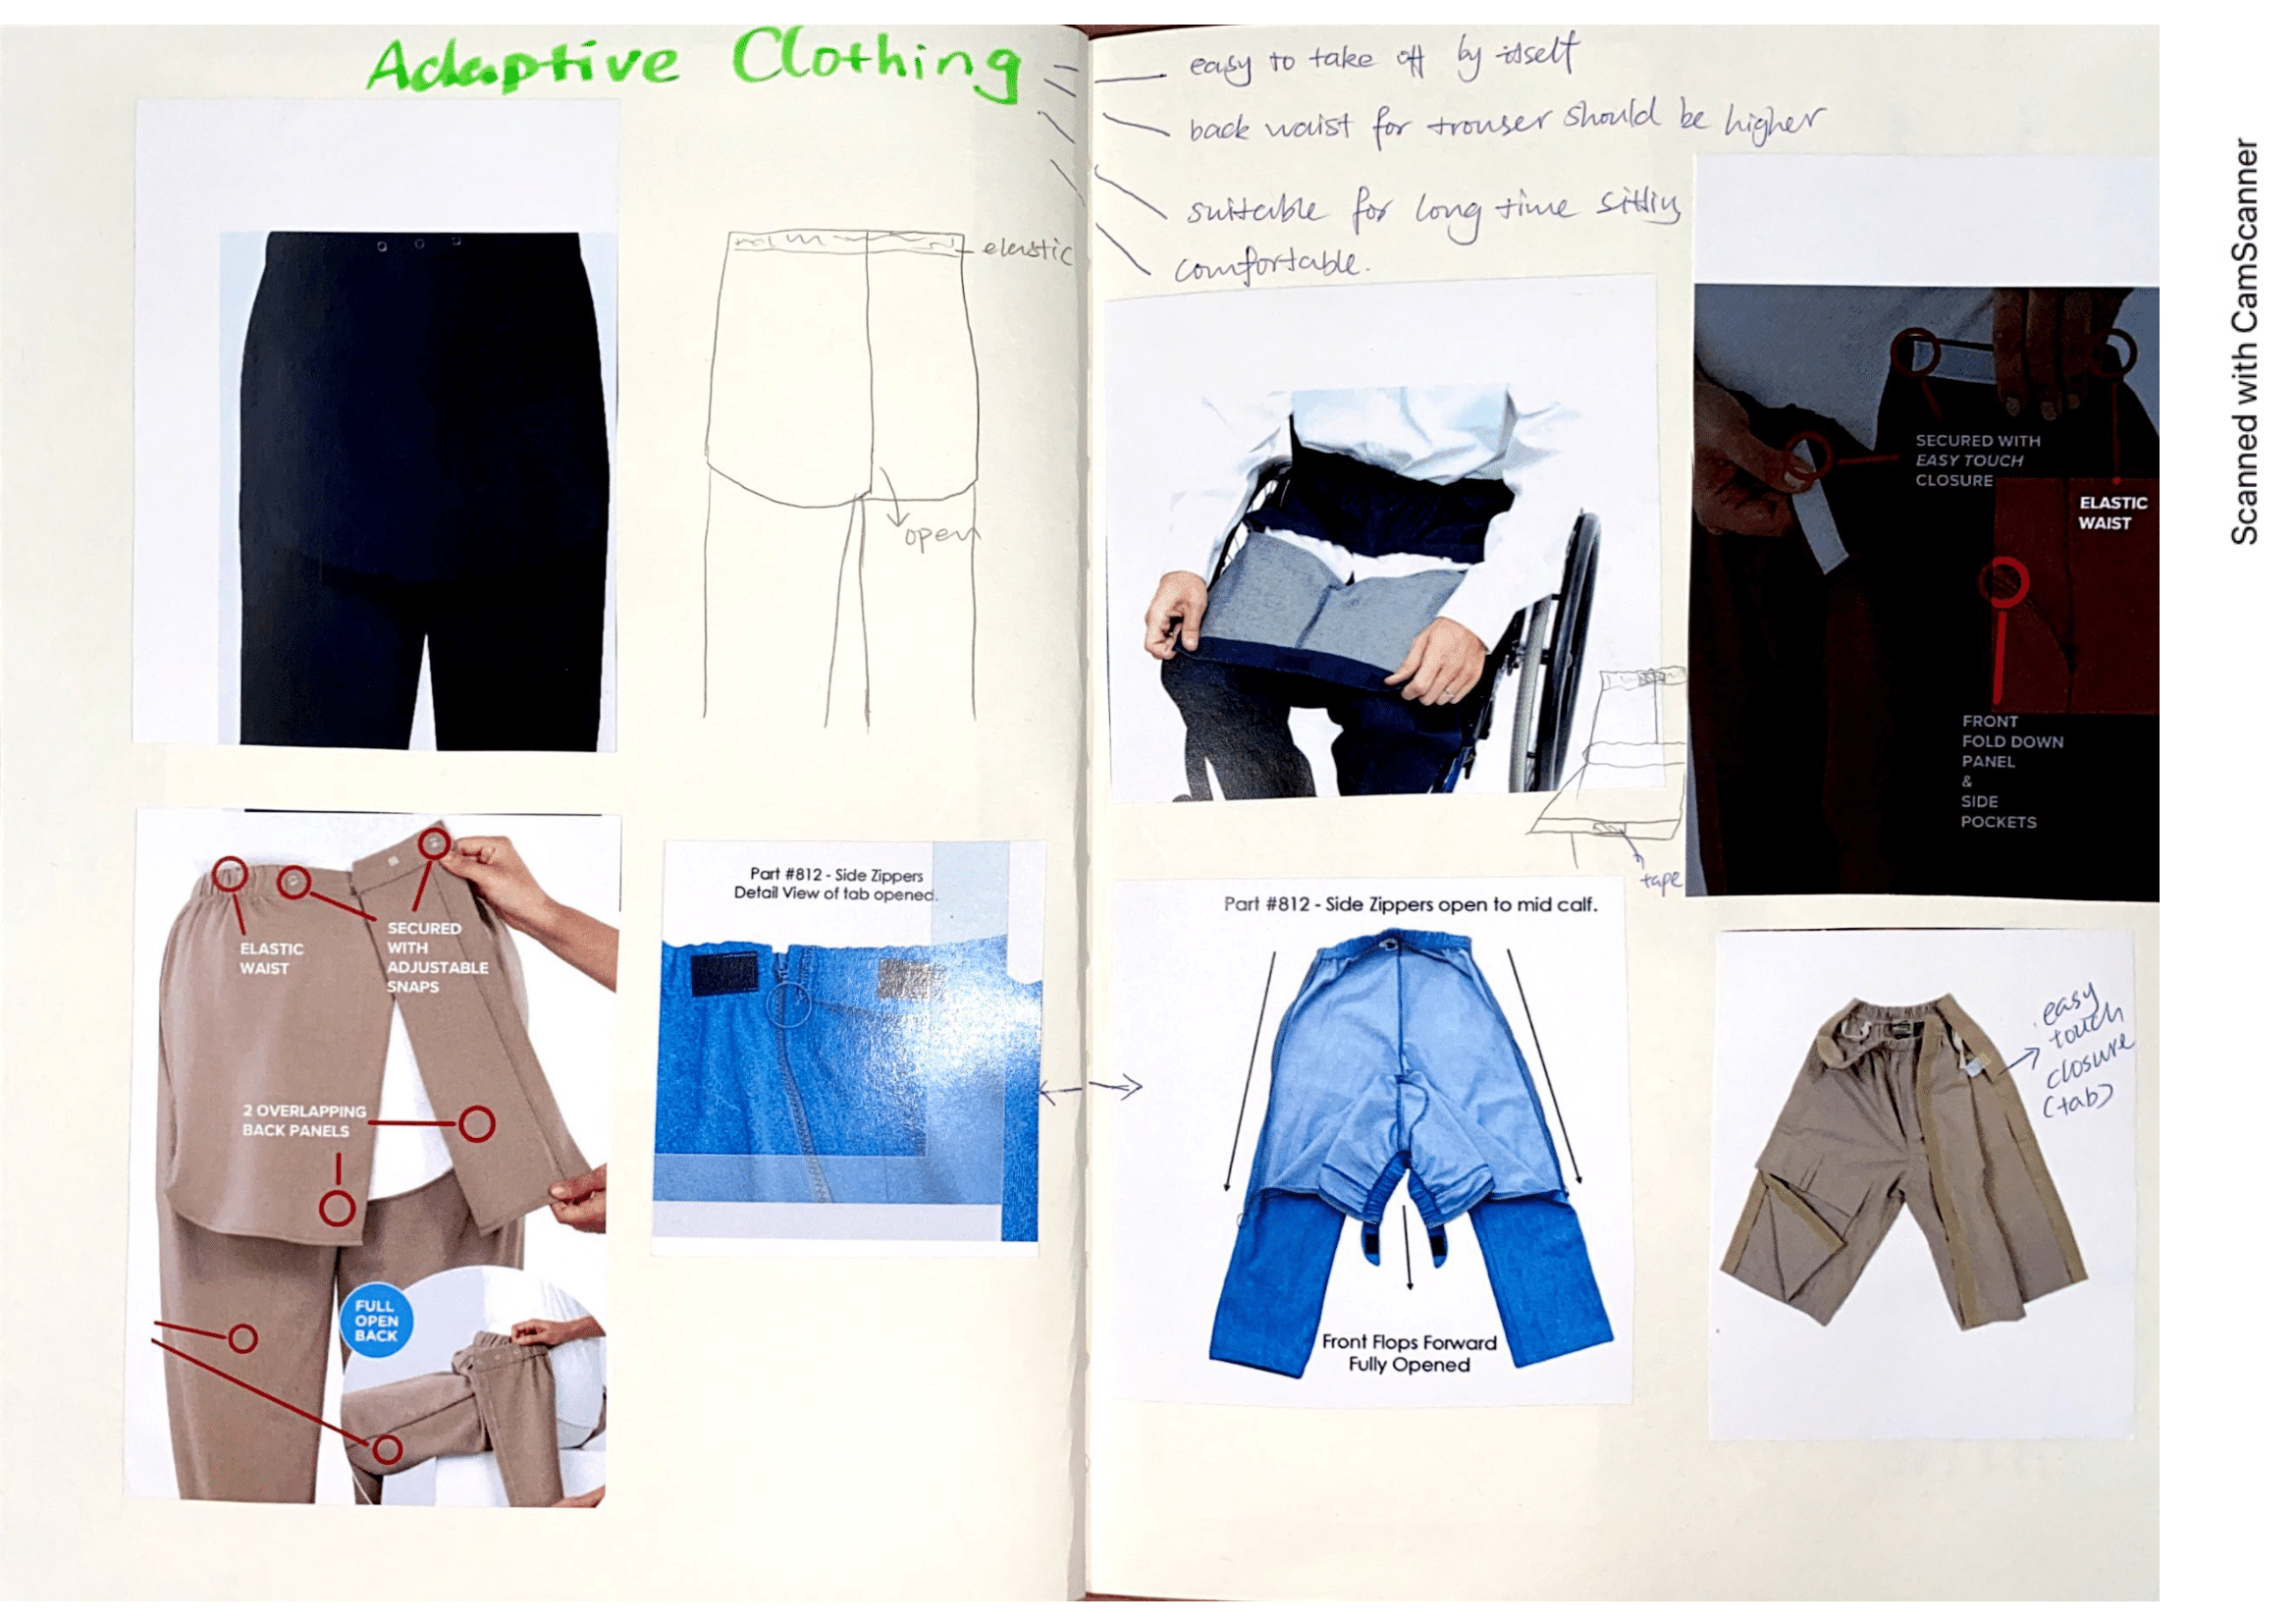 Adaptive Clothing
easy to take off by itself
back waist for trouser should be higher
suitable for long time sitting
comfortable.
elastic
open
SECURED WITH
EASY TOUCH
CLOSURE
ELASTIC
WAIST
FRONT
FOLD DOWN
PANEL
&
SIDE
POCKETS
tape
ELASTIC
WAIST
SECURED
WITH
ADJUSTABLE
SNAPS
2 OVERLAPPING
BACK PANELS
FULL
OPEN
BACK
Part #812 - Side Zippers
Detail View of tab opened.
Part #812 - Side Zippers open to mid calf.
Front Flops Forward
Fully Opened
easy
touch
closure
(tab)
Scanned with CamScanner